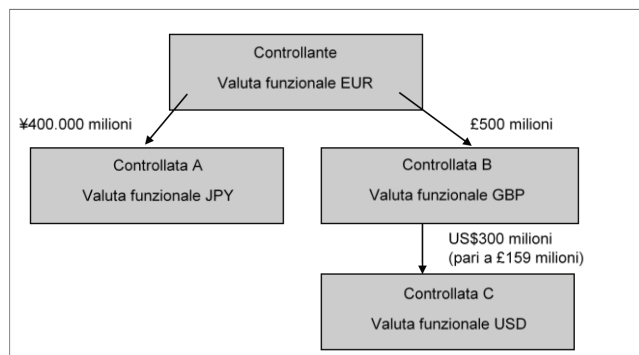 Controllante
Valuta funzionale EUR
¥400.000 milioni
£500 milioni
Controllata A
Valuta funzionale JPY
Controllata B
Valuta funzionale GBP
US$300 milioni
(pari a £159 milioni)
Controllata C
Valuta funzionale USD